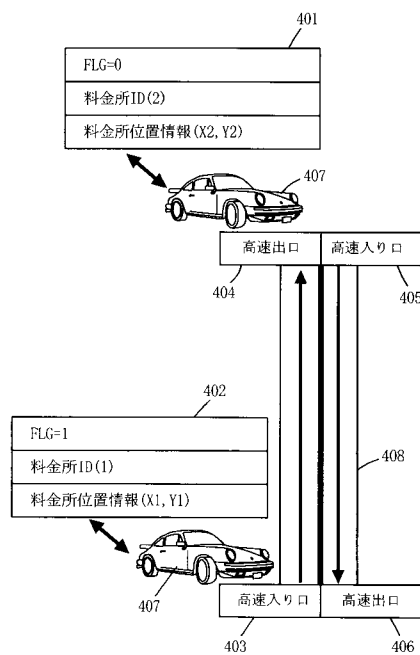 401
FLG=0
料金所ID(2)
料金所位置情報(X2,Y2)
407
高速出口 高速入り口
404 405
402
FLG=1
料金所ID(1)
料金所位置情報(X1,Y1)
408
407
高速入り口 高速出口
403 406